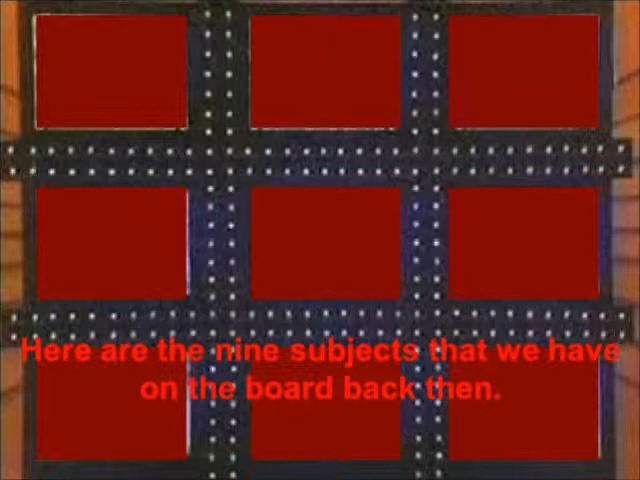 Here are the nine subjects that we have
on the board back then.